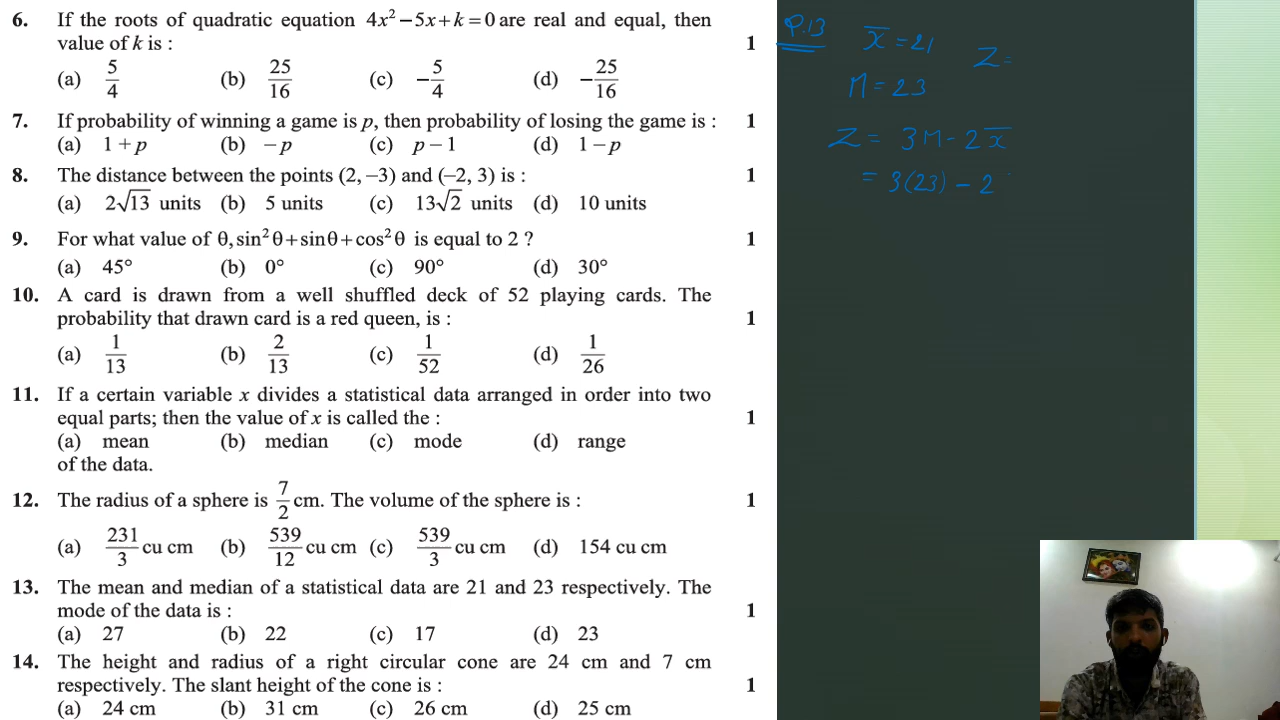 6. If the roots of quadratic equation 4x² − 5x + k = 0 are real and equal, then
value of k is : 1
(a) 5/4 (b) 25/16 (c) −5/4 (d) −25/16
7. If probability of winning a game is p, then probability of losing the game is : 1
(a) 1 + p (b) −p (c) p − 1 (d) 1 − p
8. The distance between the points (2, −3) and (−2, 3) is : 1
(a) 2√13 units (b) 5 units (c) 13√2 units (d) 10 units
9. For what value of θ, sin² θ + sin θ + cos² θ is equal to 2 ? 1
(a) 45° (b) 0° (c) 90° (d) 30°
10. A card is drawn from a well shuffled deck of 52 playing cards. The
probability that drawn card is a red queen, is : 1
(a) 1/13 (b) 2/13 (c) 1/52 (d) 1/26
11. If a certain variable x divides a statistical data arranged in order into two
equal parts; then the value of x is called the : 1
(a) mean (b) median (c) mode (d) range
of the data.
12. The radius of a sphere is 7/2 cm. The volume of the sphere is : 1
(a) 231/3 cu cm (b) 539/12 cu cm (c) 539/3 cu cm (d) 154 cu cm
13. The mean and median of a statistical data are 21 and 23 respectively. The
mode of the data is : 1
(a) 27 (b) 22 (c) 17 (d) 23
14. The height and radius of a right circular cone are 24 cm and 7 cm
respectively. The slant height of the cone is : 1
(a) 24 cm (b) 31 cm (c) 26 cm (d) 25 cm
φ.13 x̅ = 21 Z =
M = 23
Z = 3M − 2x̅
= 3(23) − 2